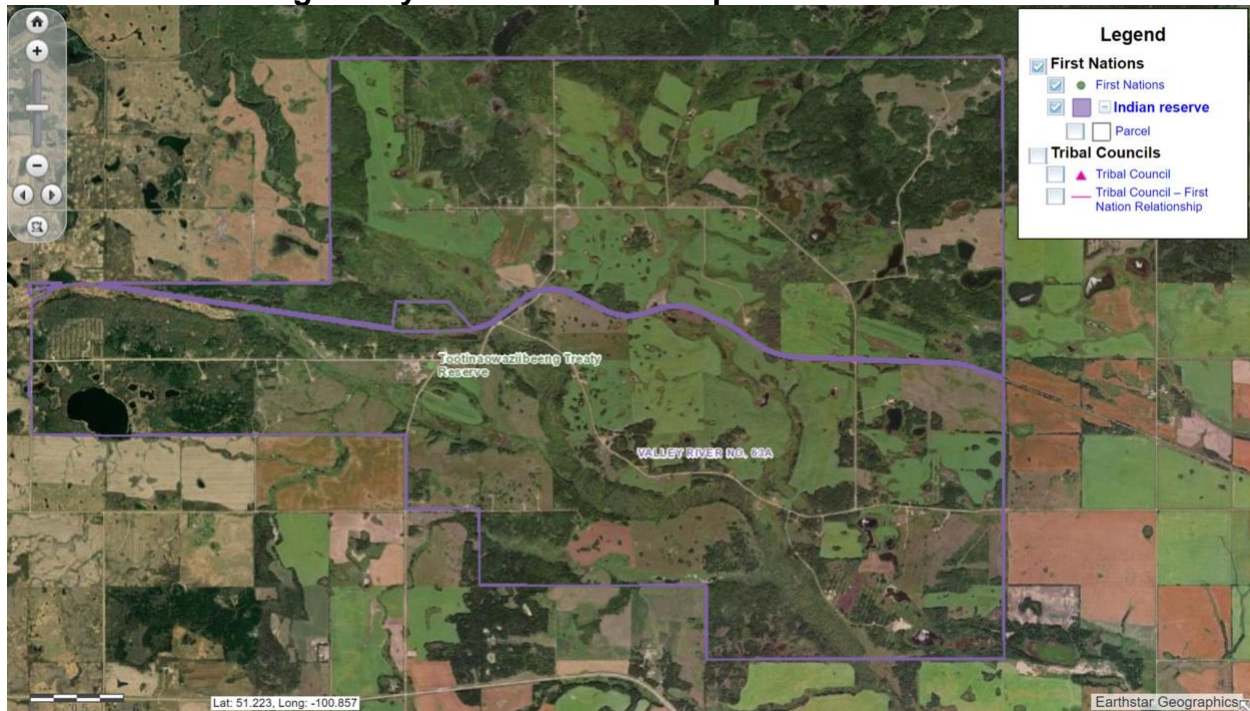 Legend
First Nations
First Nations
Indian reserve
Parcel
Tribal Councils
Tribal Council
Tribal Council – First
Nation Relationship
Tootinaowaziibeeng Treaty
Reserve
VALLEY RIVER NO. 63A
Lat: 51.223, Long: -100.857
Earthstar Geographics